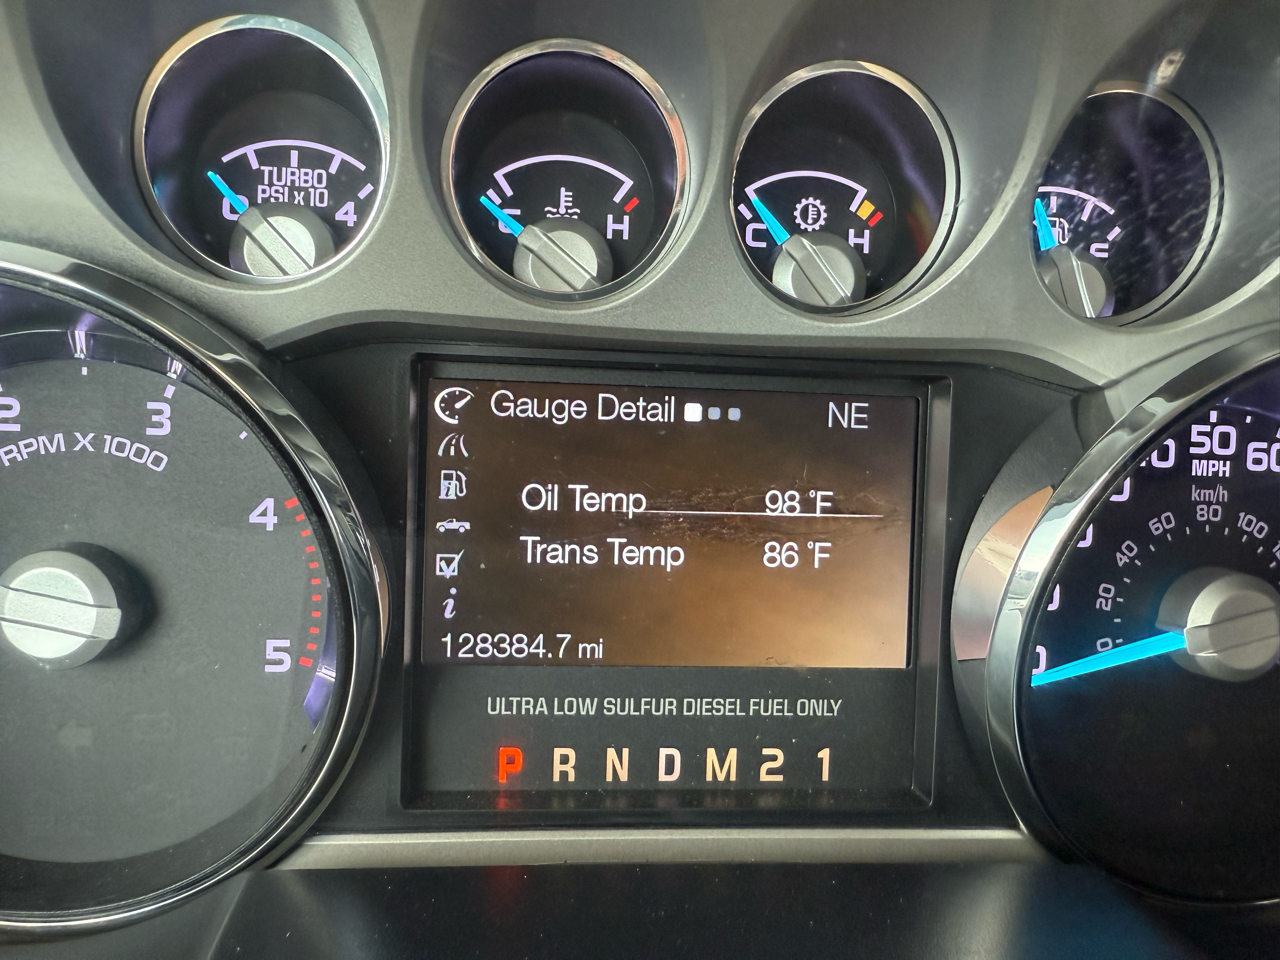 TURBO
PSI x 10
0 4
C H
C H
2 3
RPM X 1000
4
5
Gauge Detail NE
Oil Temp 98 °F
Trans Temp 86 °F
i
128384.7 mi
ULTRA LOW SULFUR DIESEL FUEL ONLY
P R N D M 2 1
50 60
MPH
km/h
0 20 40 60 80 100